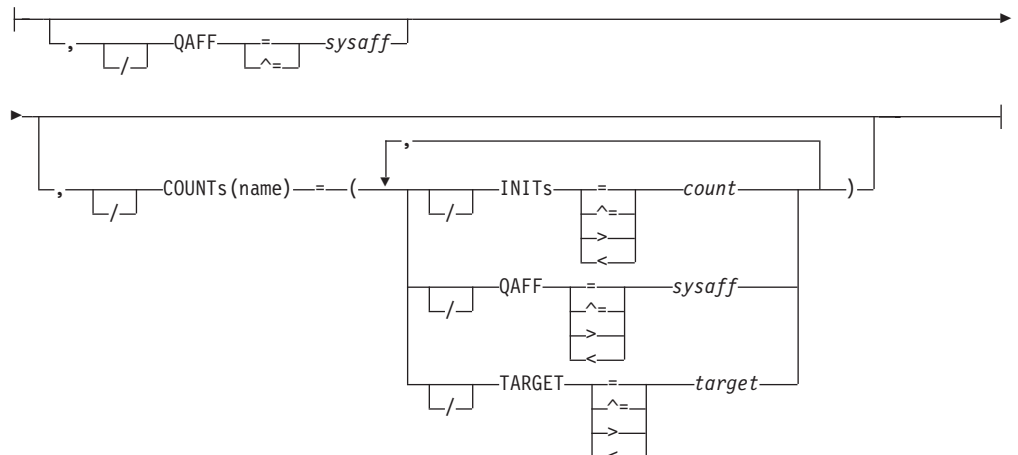 , / QAFF = sysaff
^=
,
, / COUNTs(name) = ( / INITs = count )
^=
>
<
/ QAFF = sysaff
^=
>
<
/ TARGET = target
^=
>
<